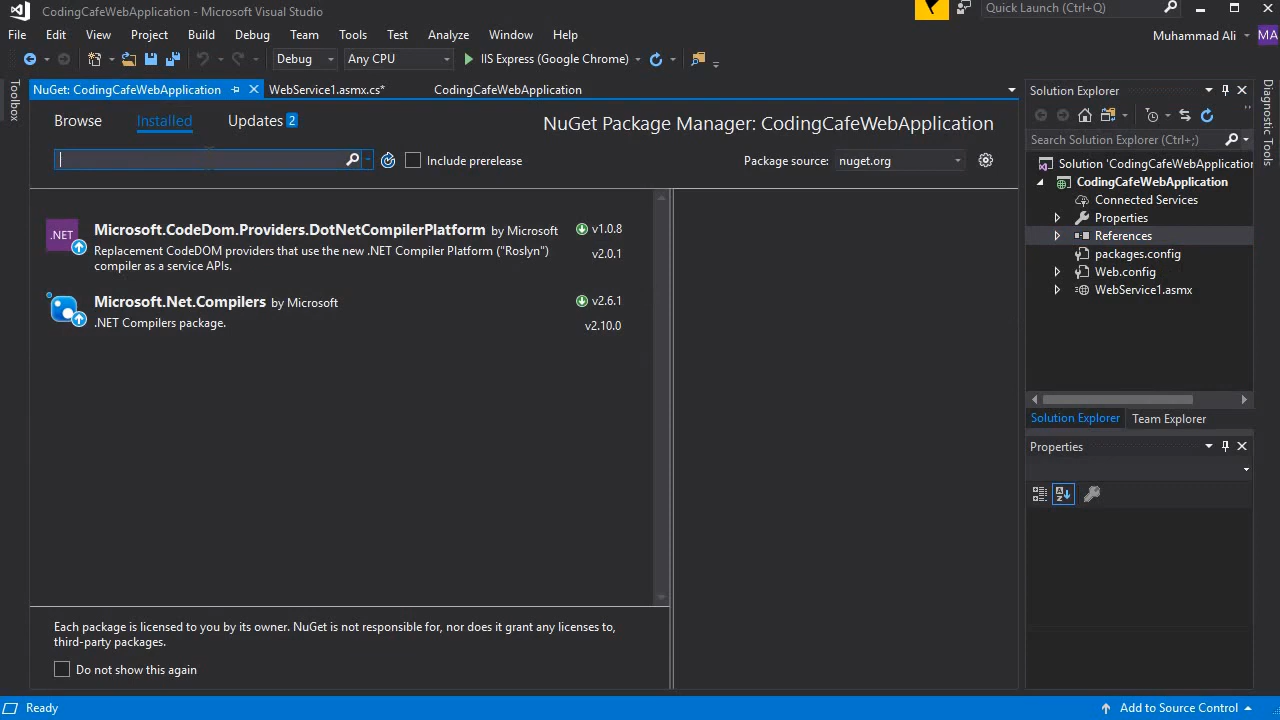 CodingCafeWebApplication - Microsoft Visual Studio
Quick Launch (Ctrl+Q)
File Edit View Project Build Debug Team Tools Test Analyze Window Help
Muhammad Ali MA
Debug Any CPU IIS Express (Google Chrome)
Toolbox
NuGet: CodingCafeWebApplication WebService1.asmx.cs* CodingCafeWebApplication
Browse Installed Updates 2
NuGet Package Manager: CodingCafeWebApplication
Include prerelease
Package source: nuget.org
.NET
Microsoft.CodeDom.Providers.DotNetCompilerPlatform by Microsoft v1.0.8
Replacement CodeDOM providers that use the new .NET Compiler Platform ("Roslyn") v2.0.1
compiler as a service APIs.
Microsoft.Net.Compilers by Microsoft v2.6.1
.NET Compilers package. v2.10.0
Each package is licensed to you by its owner. NuGet is not responsible for, nor does it grant any licenses to,
third-party packages.
Do not show this again
Solution Explorer
Search Solution Explorer (Ctrl+;)
Solution 'CodingCafeWebApplication
CodingCafeWebApplication
Connected Services
Properties
References
packages.config
Web.config
WebService1.asmx
Solution Explorer Team Explorer
Properties
Diagnostic Tools
Ready
Add to Source Control